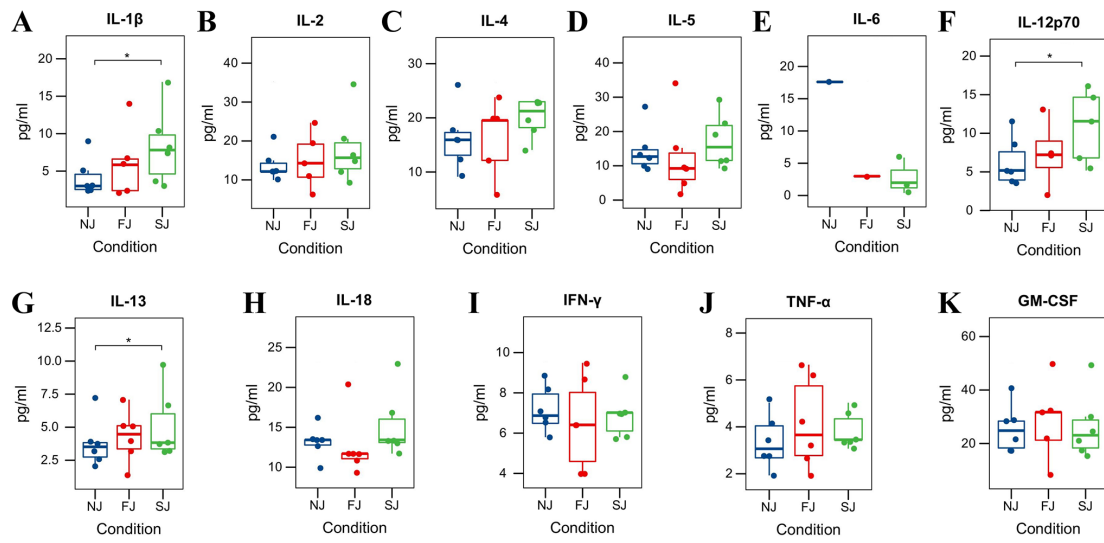 A IL-1β
pg/ml
20
15
10
5
*
NJ FJ SJ
Condition
B IL-2
40
30
20
10
NJ FJ SJ
Condition
C IL-4
pg/ml
40
30
20
10
NJ FJ SJ
Condition
D IL-5
pg/ml
40
30
20
10
0
NJ FJ SJ
Condition
E IL-6
pg/ml
20
15
10
5
0
NJ FJ SJ
Condition
F IL-12p70
pg/ml
20
15
10
5
0
*
NJ FJ SJ
Condition
G IL-13
pg/ml
12.5
10.0
7.5
5.0
2.5
*
NJ FJ SJ
Condition
H IL-18
pg/ml
25
20
15
10
NJ FJ SJ
Condition
I IFN-γ
pg/ml
10
8
6
4
NJ FJ SJ
Condition
J TNF-α
pg/ml
8
6
4
2
NJ FJ SJ
Condition
K GM-CSF
pg/ml
60
40
20
NJ FJ SJ
Condition